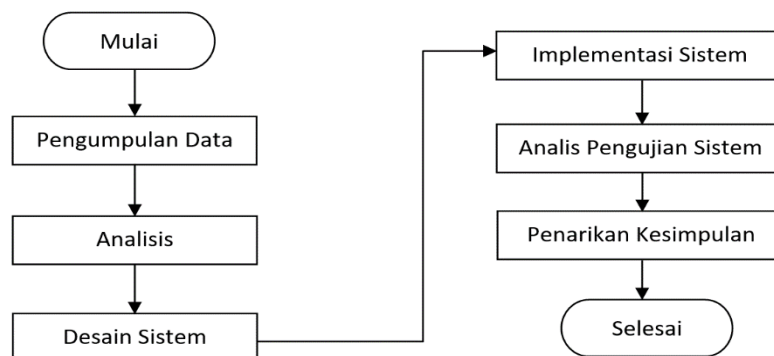 Mulai
Pengumpulan Data
Analisis
Desain Sistem
Implementasi Sistem
Analis Pengujian Sistem
Penarikan Kesimpulan
Selesai